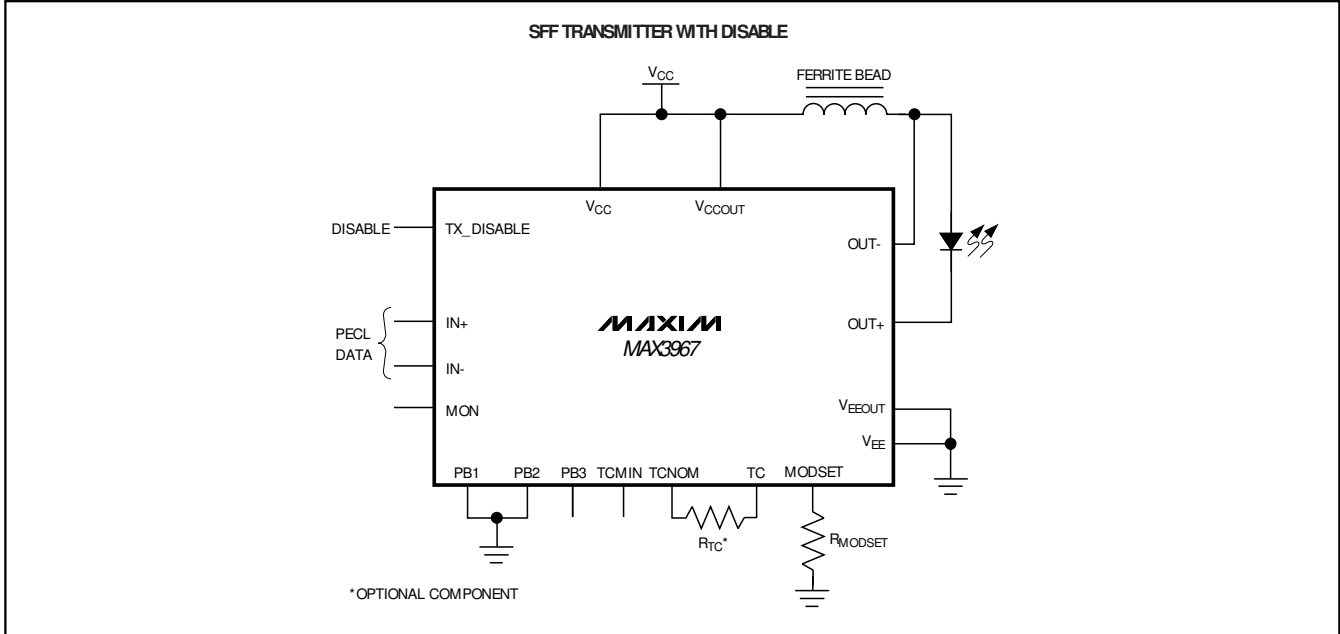 SFF TRANSMITTER WITH DISABLE
VCC
FERRITE BEAD
VCC
VCCOUT
DISABLE
TX_DISABLE
OUT-
IN+
PECL
DATA
IN-
MAXIM
MAX3967
OUT+
MON
VEEOUT
VEE
PB1 PB2 PB3 TCMIN TCNOM TC MODSET
RTC*
RMODSET
*OPTIONAL COMPONENT